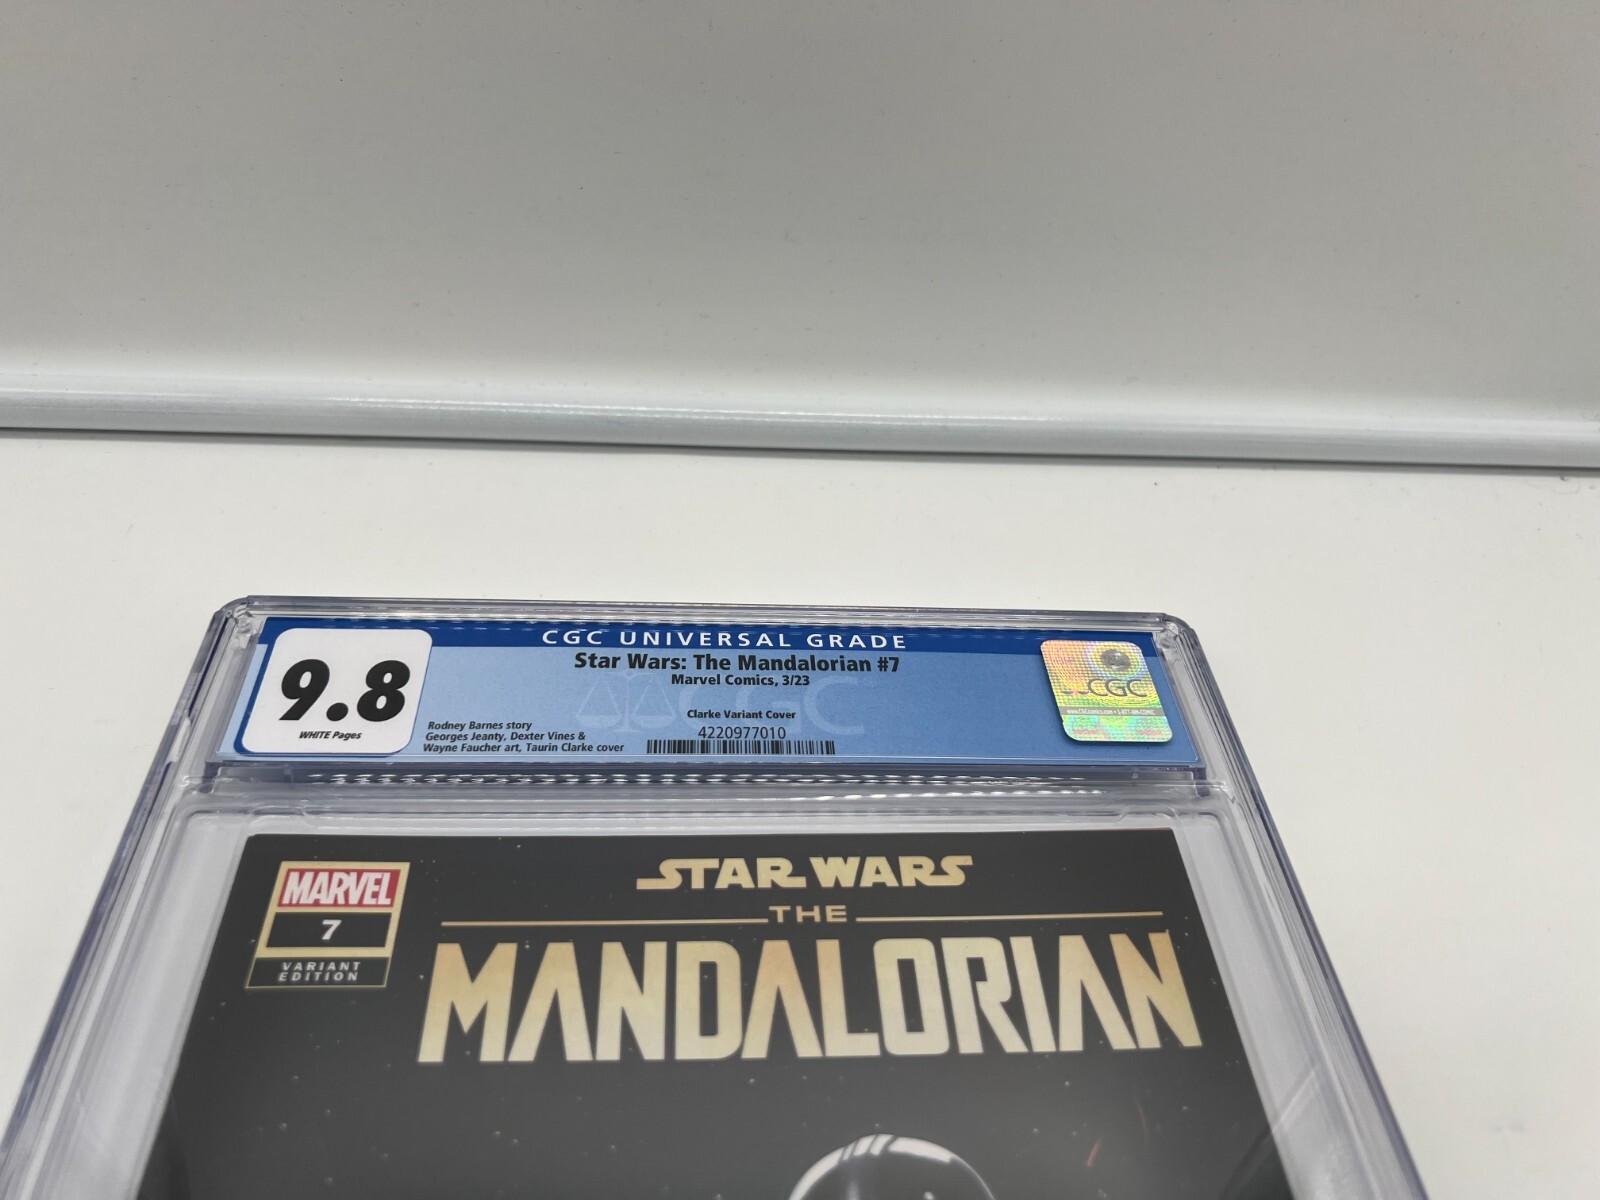 CGC UNIVERSAL GRADE
9.8
WHITE Pages
Star Wars: The Mandalorian #7
Marvel Comics, 3/23
Clarke Variant Cover
4220977010
Rodney Barnes story
Georges Jeanty, Dexter Vines &
Wayne Faucher art, Taurin Clarke cover
CGC
CGC
MARVEL
7
VARIANT
EDITION
STAR WARS
THE
MANDALORIAN